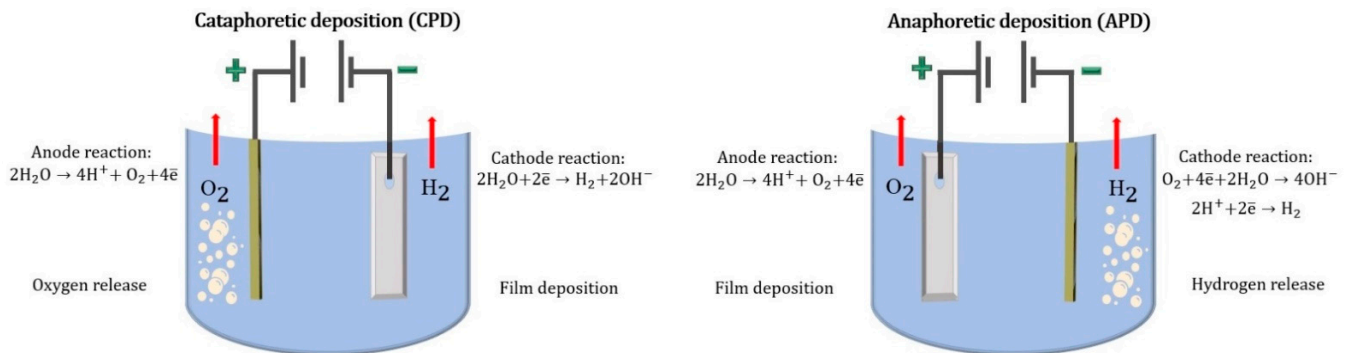 Cataphoretic deposition (CPD)
+
−
Anode reaction:
2H₂O → 4H⁺ + O₂+4ē
O₂
H₂
Cathode reaction:
2H₂O+2ē → H₂+2OH⁻
Oxygen release
Film deposition
Anaphoretic deposition (APD)
+
−
Anode reaction:
2H₂O → 4H⁺ + O₂+4ē
O₂
H₂
Cathode reaction:
O₂+4ē+2H₂O → 4OH⁻
2H⁺+2ē → H₂
Film deposition
Hydrogen release